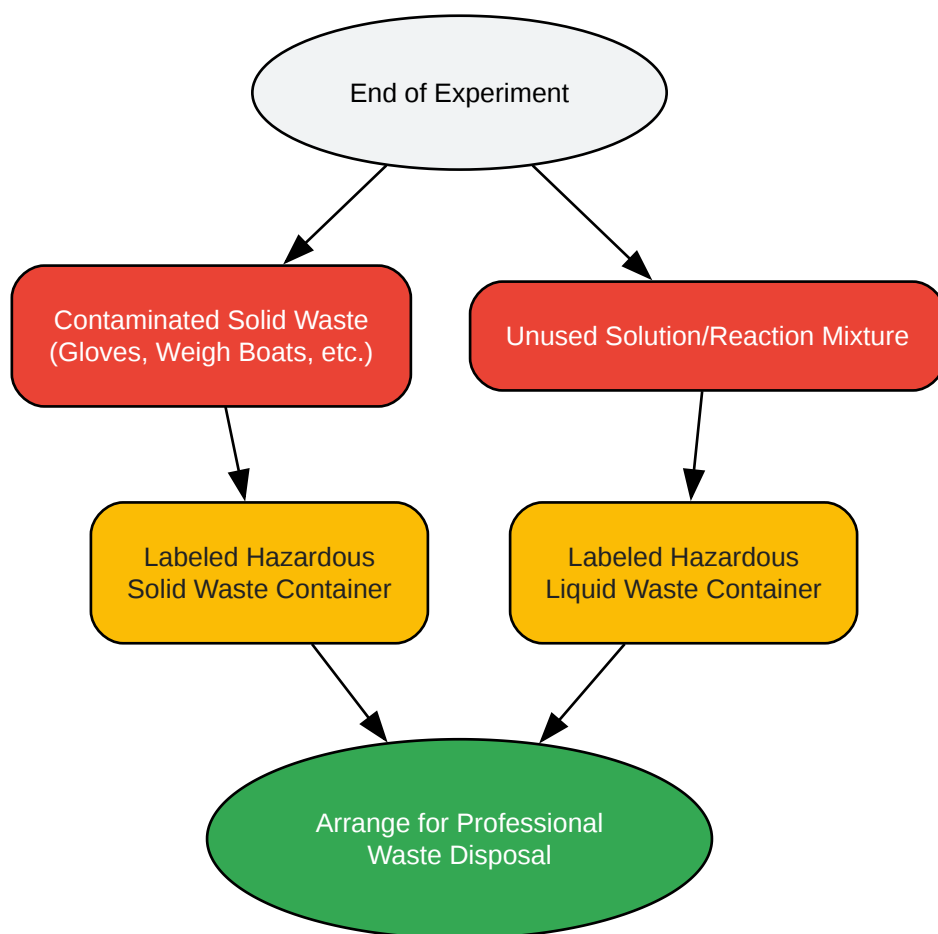 End of Experiment
Contaminated Solid Waste
(Gloves, Weigh Boats, etc.)
Unused Solution/Reaction Mixture
Labeled Hazardous
Solid Waste Container
Labeled Hazardous
Liquid Waste Container
Arrange for Professional
Waste Disposal